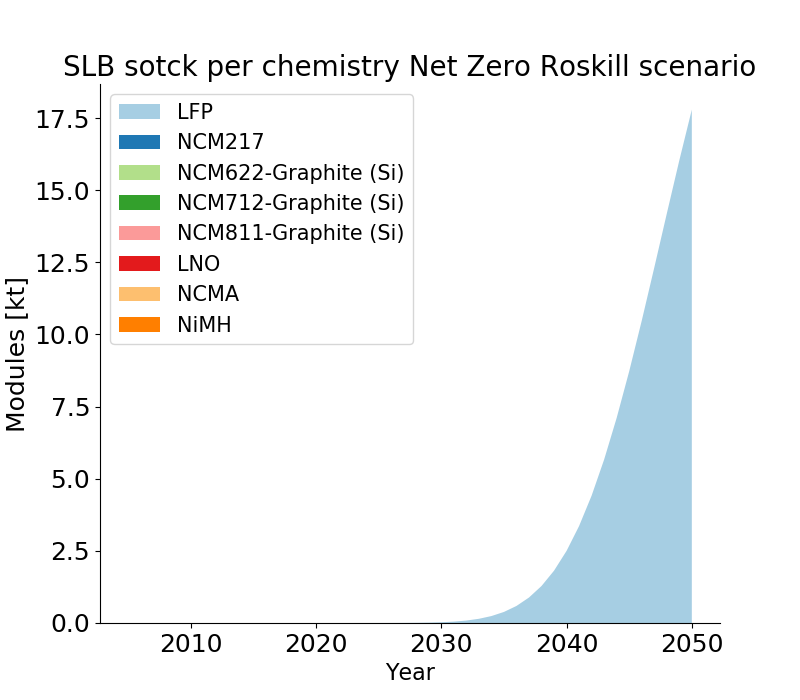 SLB sotck per chemistry Net Zero Roskill scenario
LFP
NCM217
NCM622-Graphite (Si)
NCM712-Graphite (Si)
NCM811-Graphite (Si)
LNO
NCMA
NiMH
Modules [kt]
17.5
15.0
12.5
10.0
7.5
5.0
2.5
0.0
2010 2020 2030 2040 2050
Year